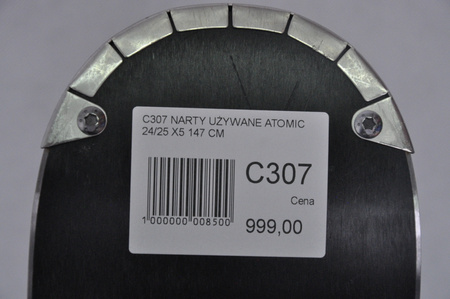 C307 NARTY UŻYWANE ATOMIC
24/25 X5 147 CM
C307
Cena
1 000000 008500
999,00